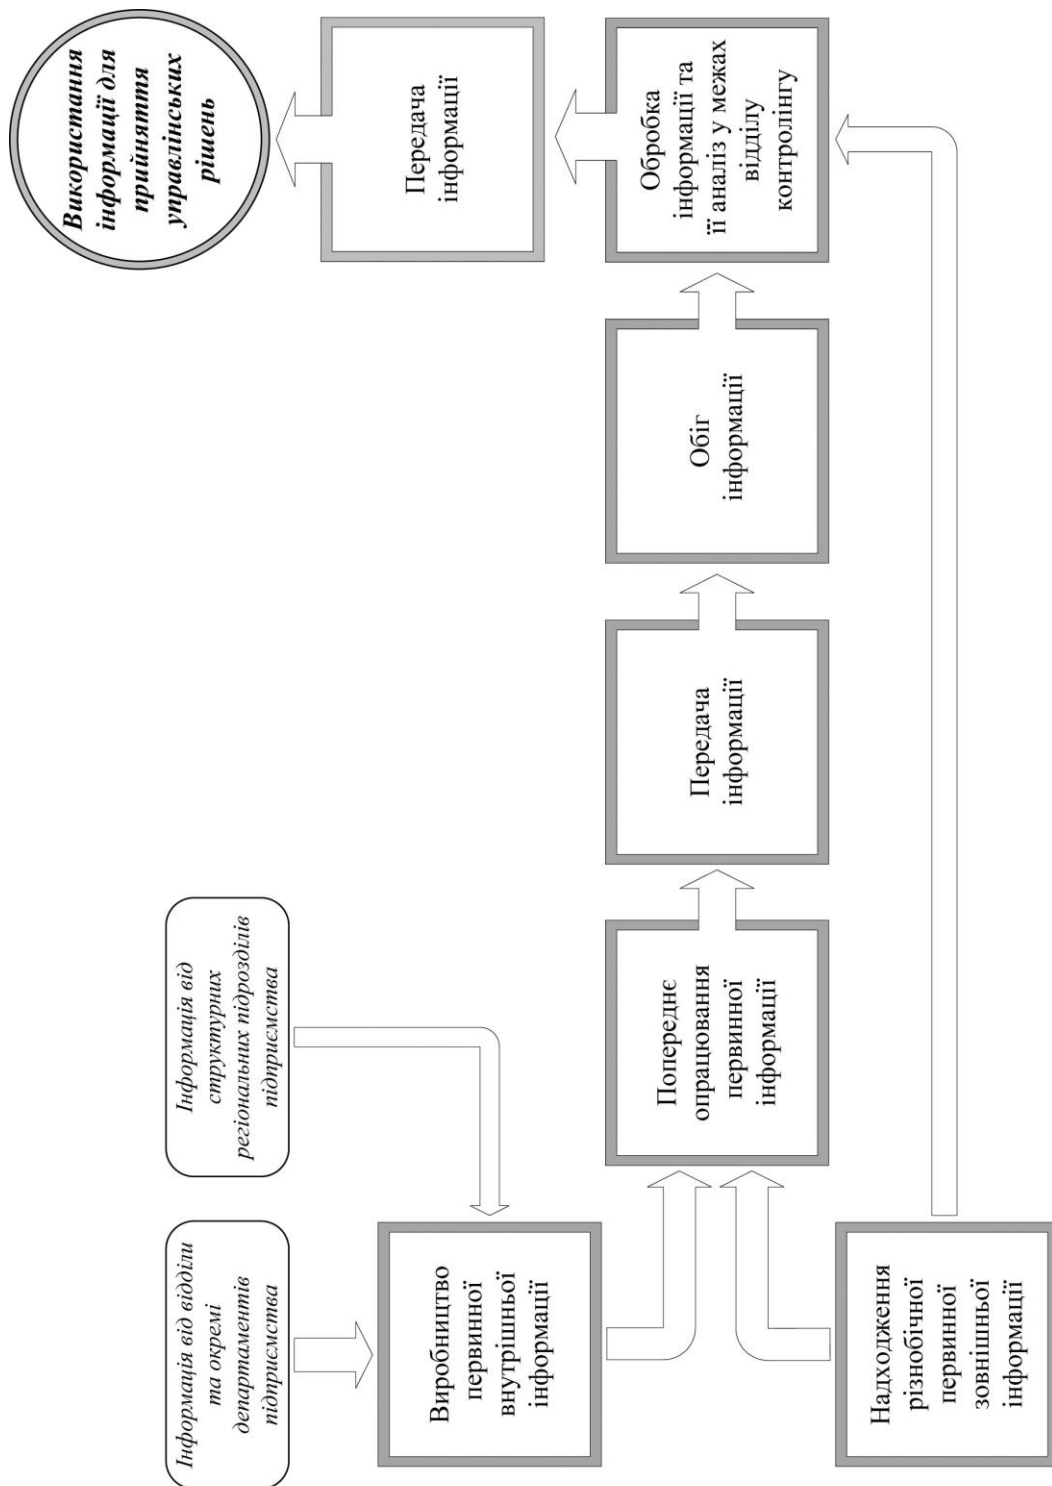 Інформація від відділи
та окремі
департаментів
підприємства
Інформація від
структурних
регіональних підрозділів
підприємства
Виробництво
первинної
внутрішньої
інформації
Надходження
різнобічної
первинної
зовнішньої
інформації
Попереднє
опрацювання
первинної
інформації
Передача
інформації
Обіг
інформації
Обробка
інформації та
її аналіз у межах
відділу
контролінгу
Передача
інформації
Використання
інформації для
прийняття
управлінських
рішень